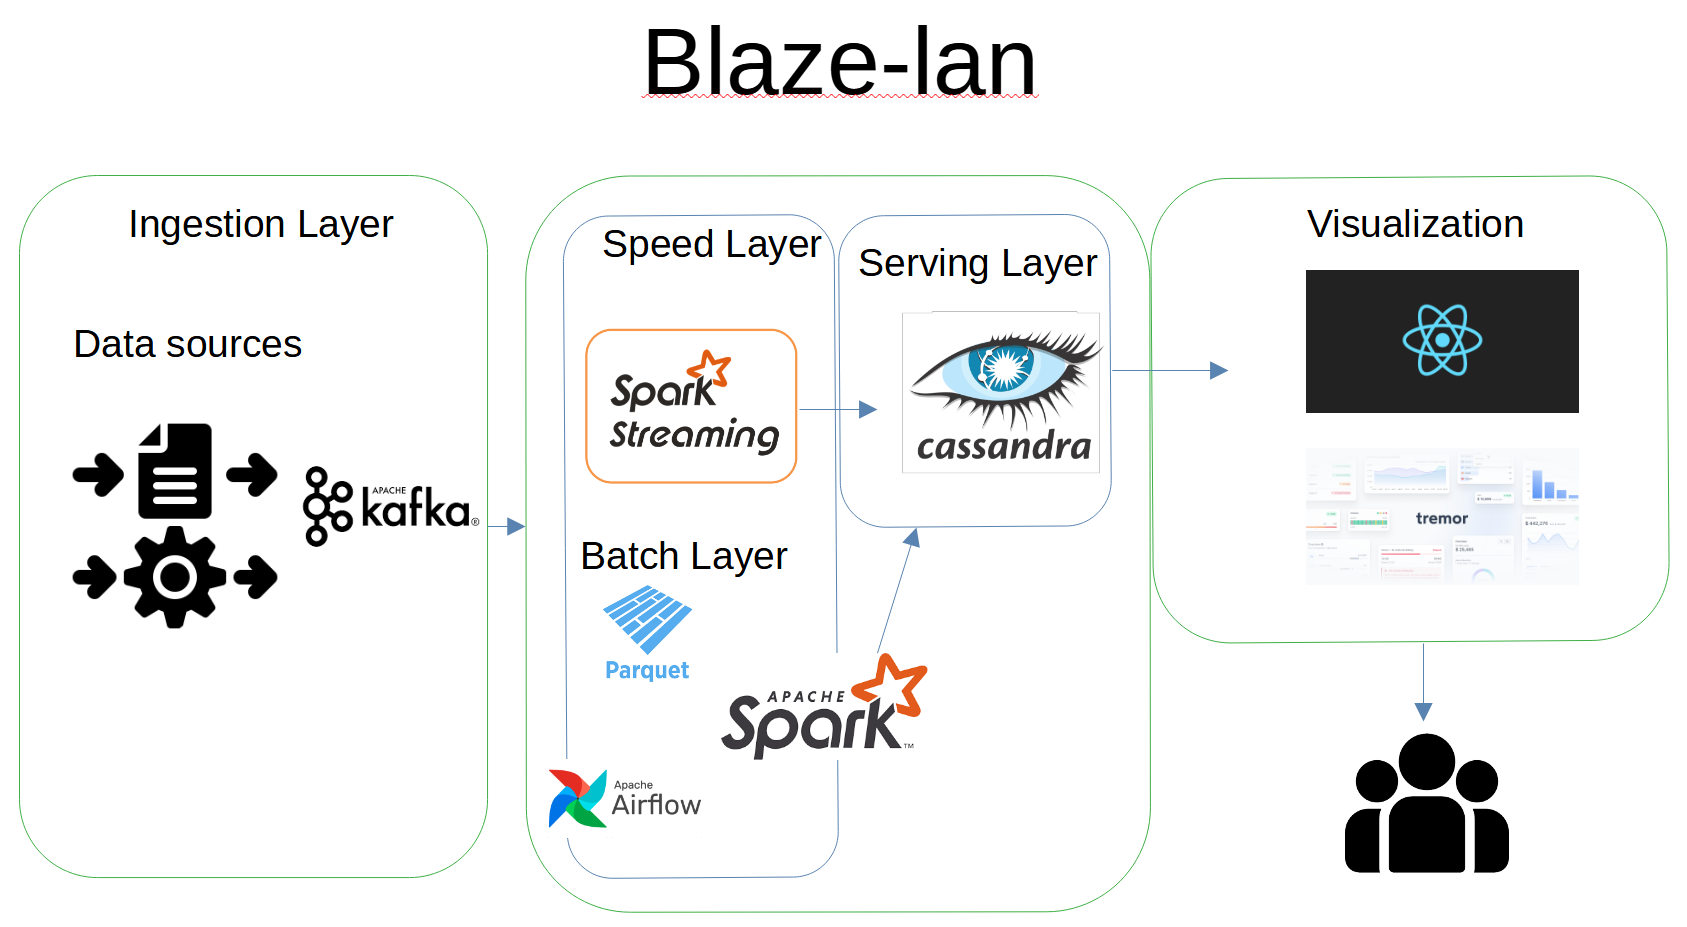 Blaze-lan
Ingestion Layer
Data sources
APACHE
kafka®
Speed Layer
Spark
Streaming
Serving Layer
cassandra
Batch Layer
Parquet
APACHE
Spark™
Apache
Airflow
Visualization
tremor